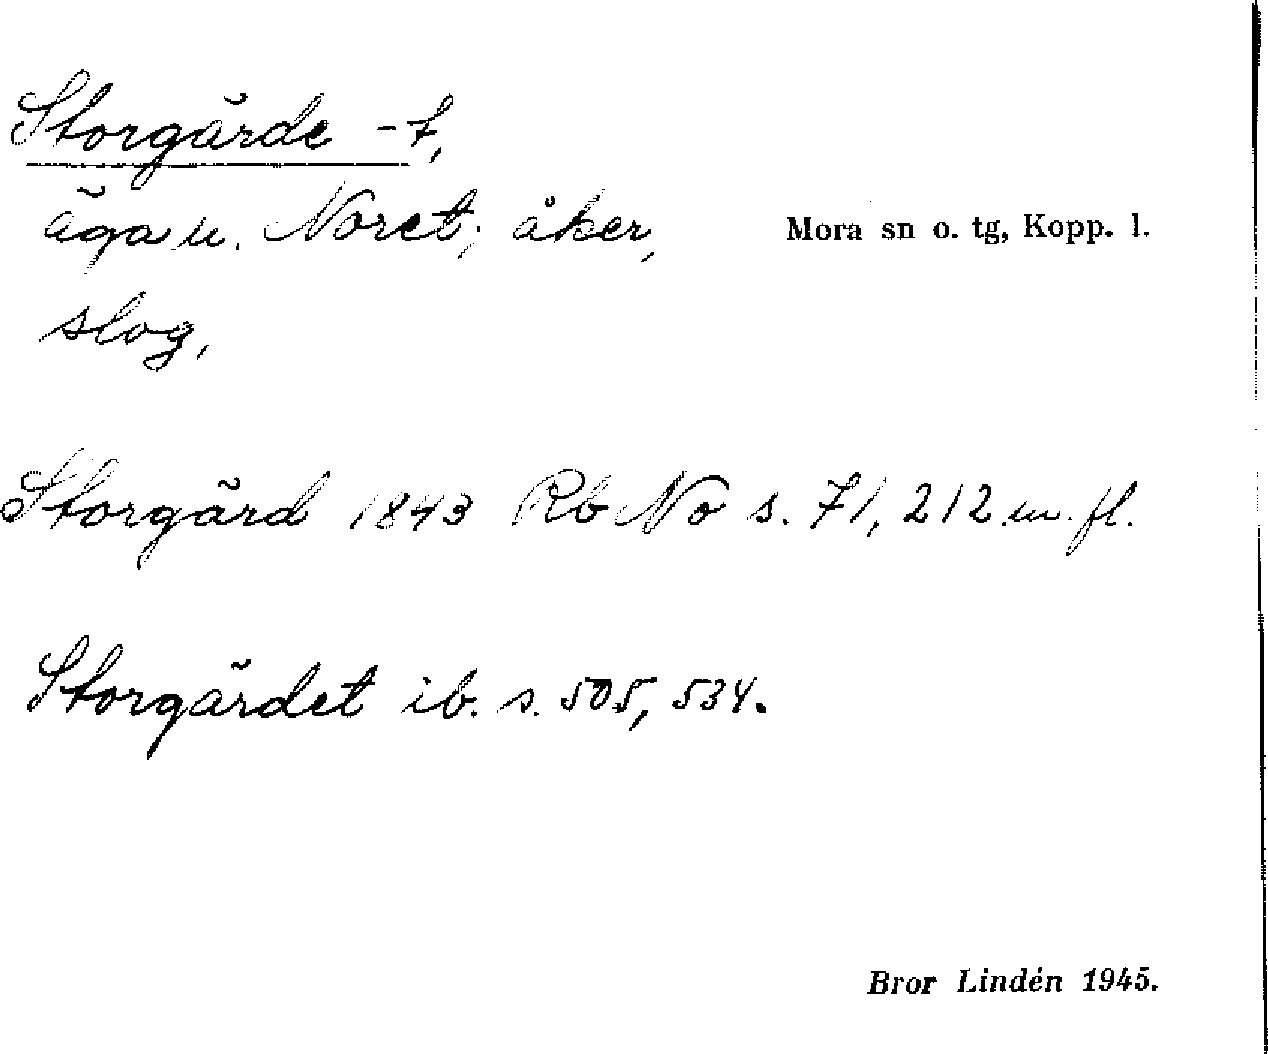 Storgärde -t,
äga u. Noret; åker,
Mora sn o. tg, Kopp. l.
slog,
Storgärd 1843 Rb No s. 71, 212 m. fl.
Storgärdet ib. s. 505, 534.
Bror Lindén 1945.